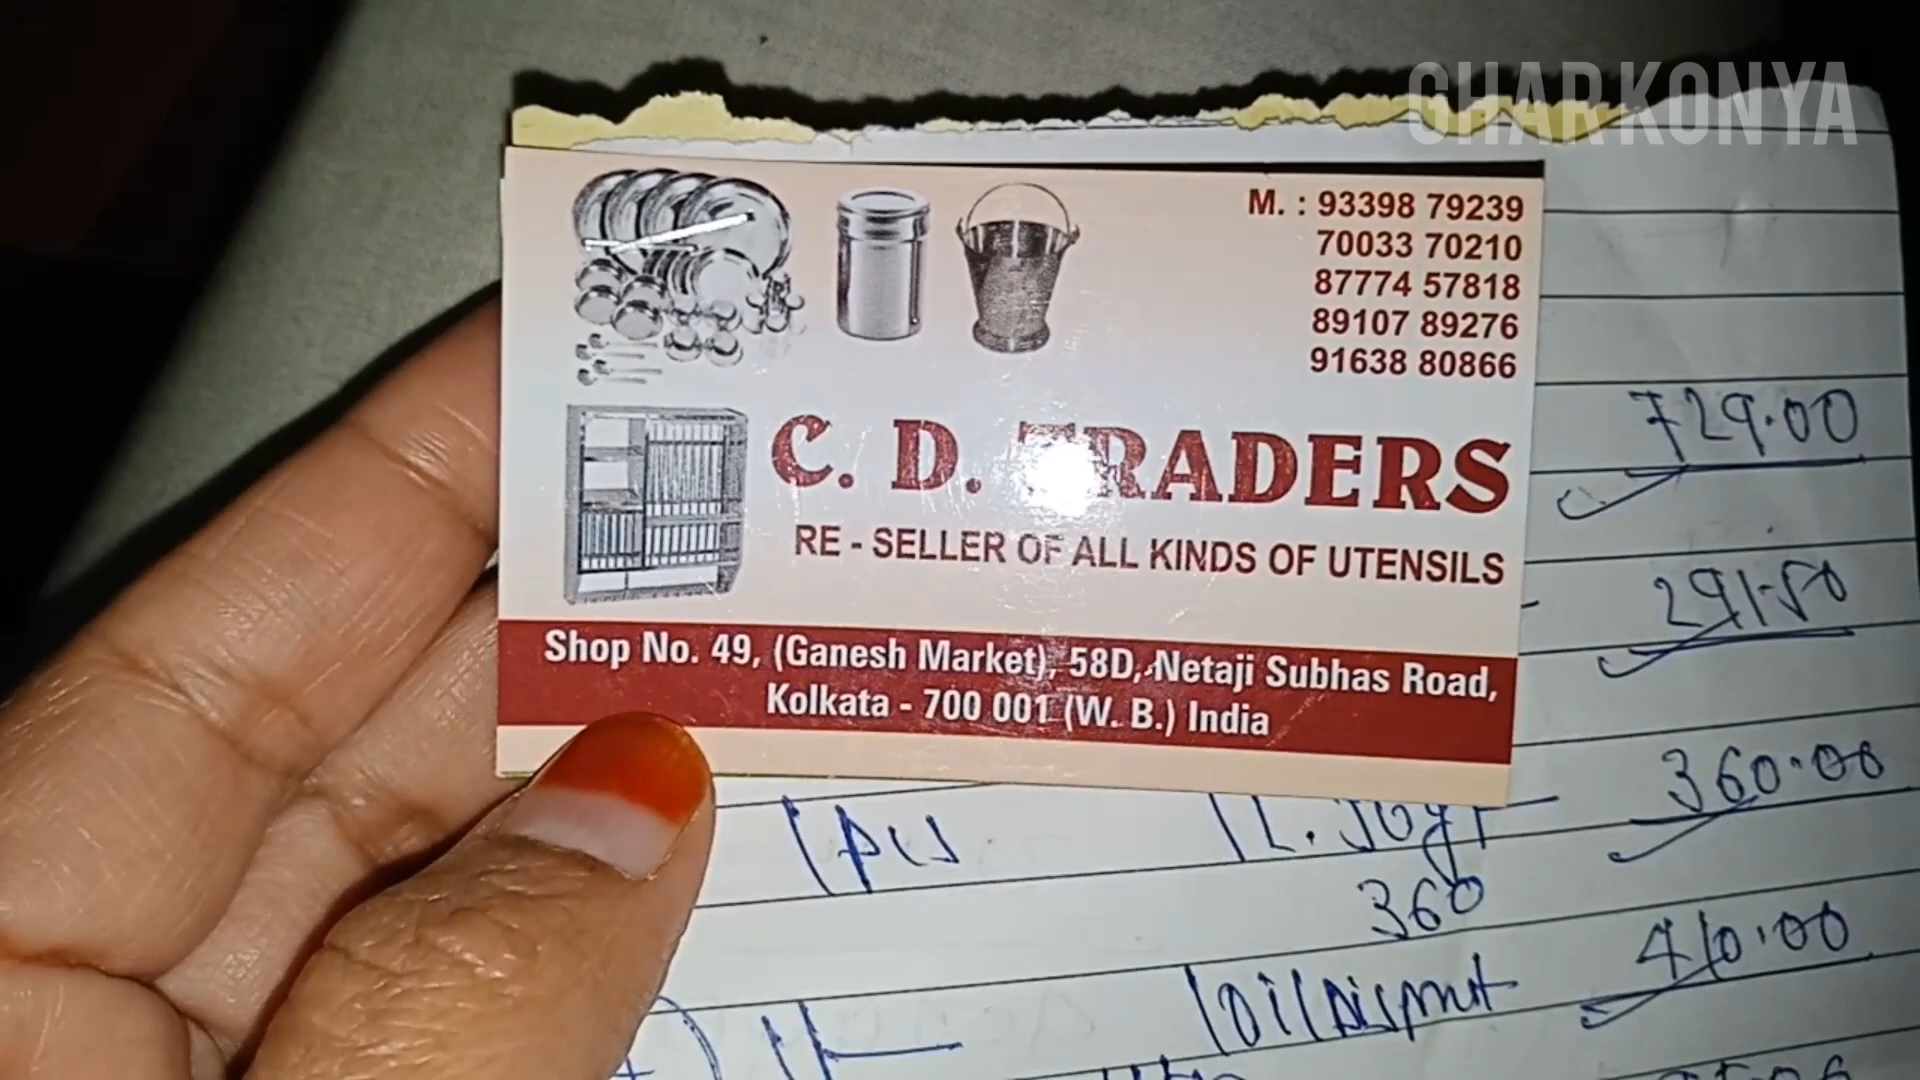 GHARKONYA
M. : 93398 79239
70033 70210
87774 57818
89107 89276
91638 80866
C. D. TRADERS
RE - SELLER OF ALL KINDS OF UTENSILS
Shop No. 49, (Ganesh Market), 58D, Netaji Subhas Road,
Kolkata - 700 001 (W. B.) India
729.00
291.50
360.00
1 pcs
360
410.00